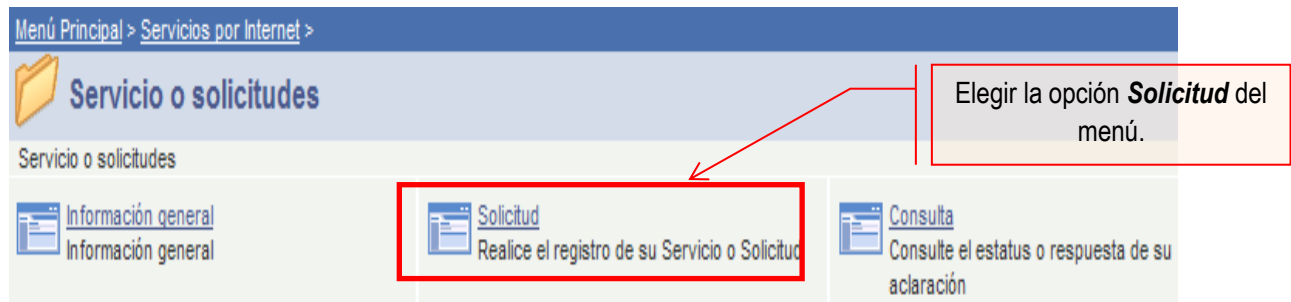 Menú Principal > Servicios por Internet >
Servicio o solicitudes
Elegir la opción Solicitud del
menú.
Servicio o solicitudes
Información general
Información general
Solicitud
Realice el registro de su Servicio o Solicitud
Consulta
Consulte el estatus o respuesta de su
aclaración